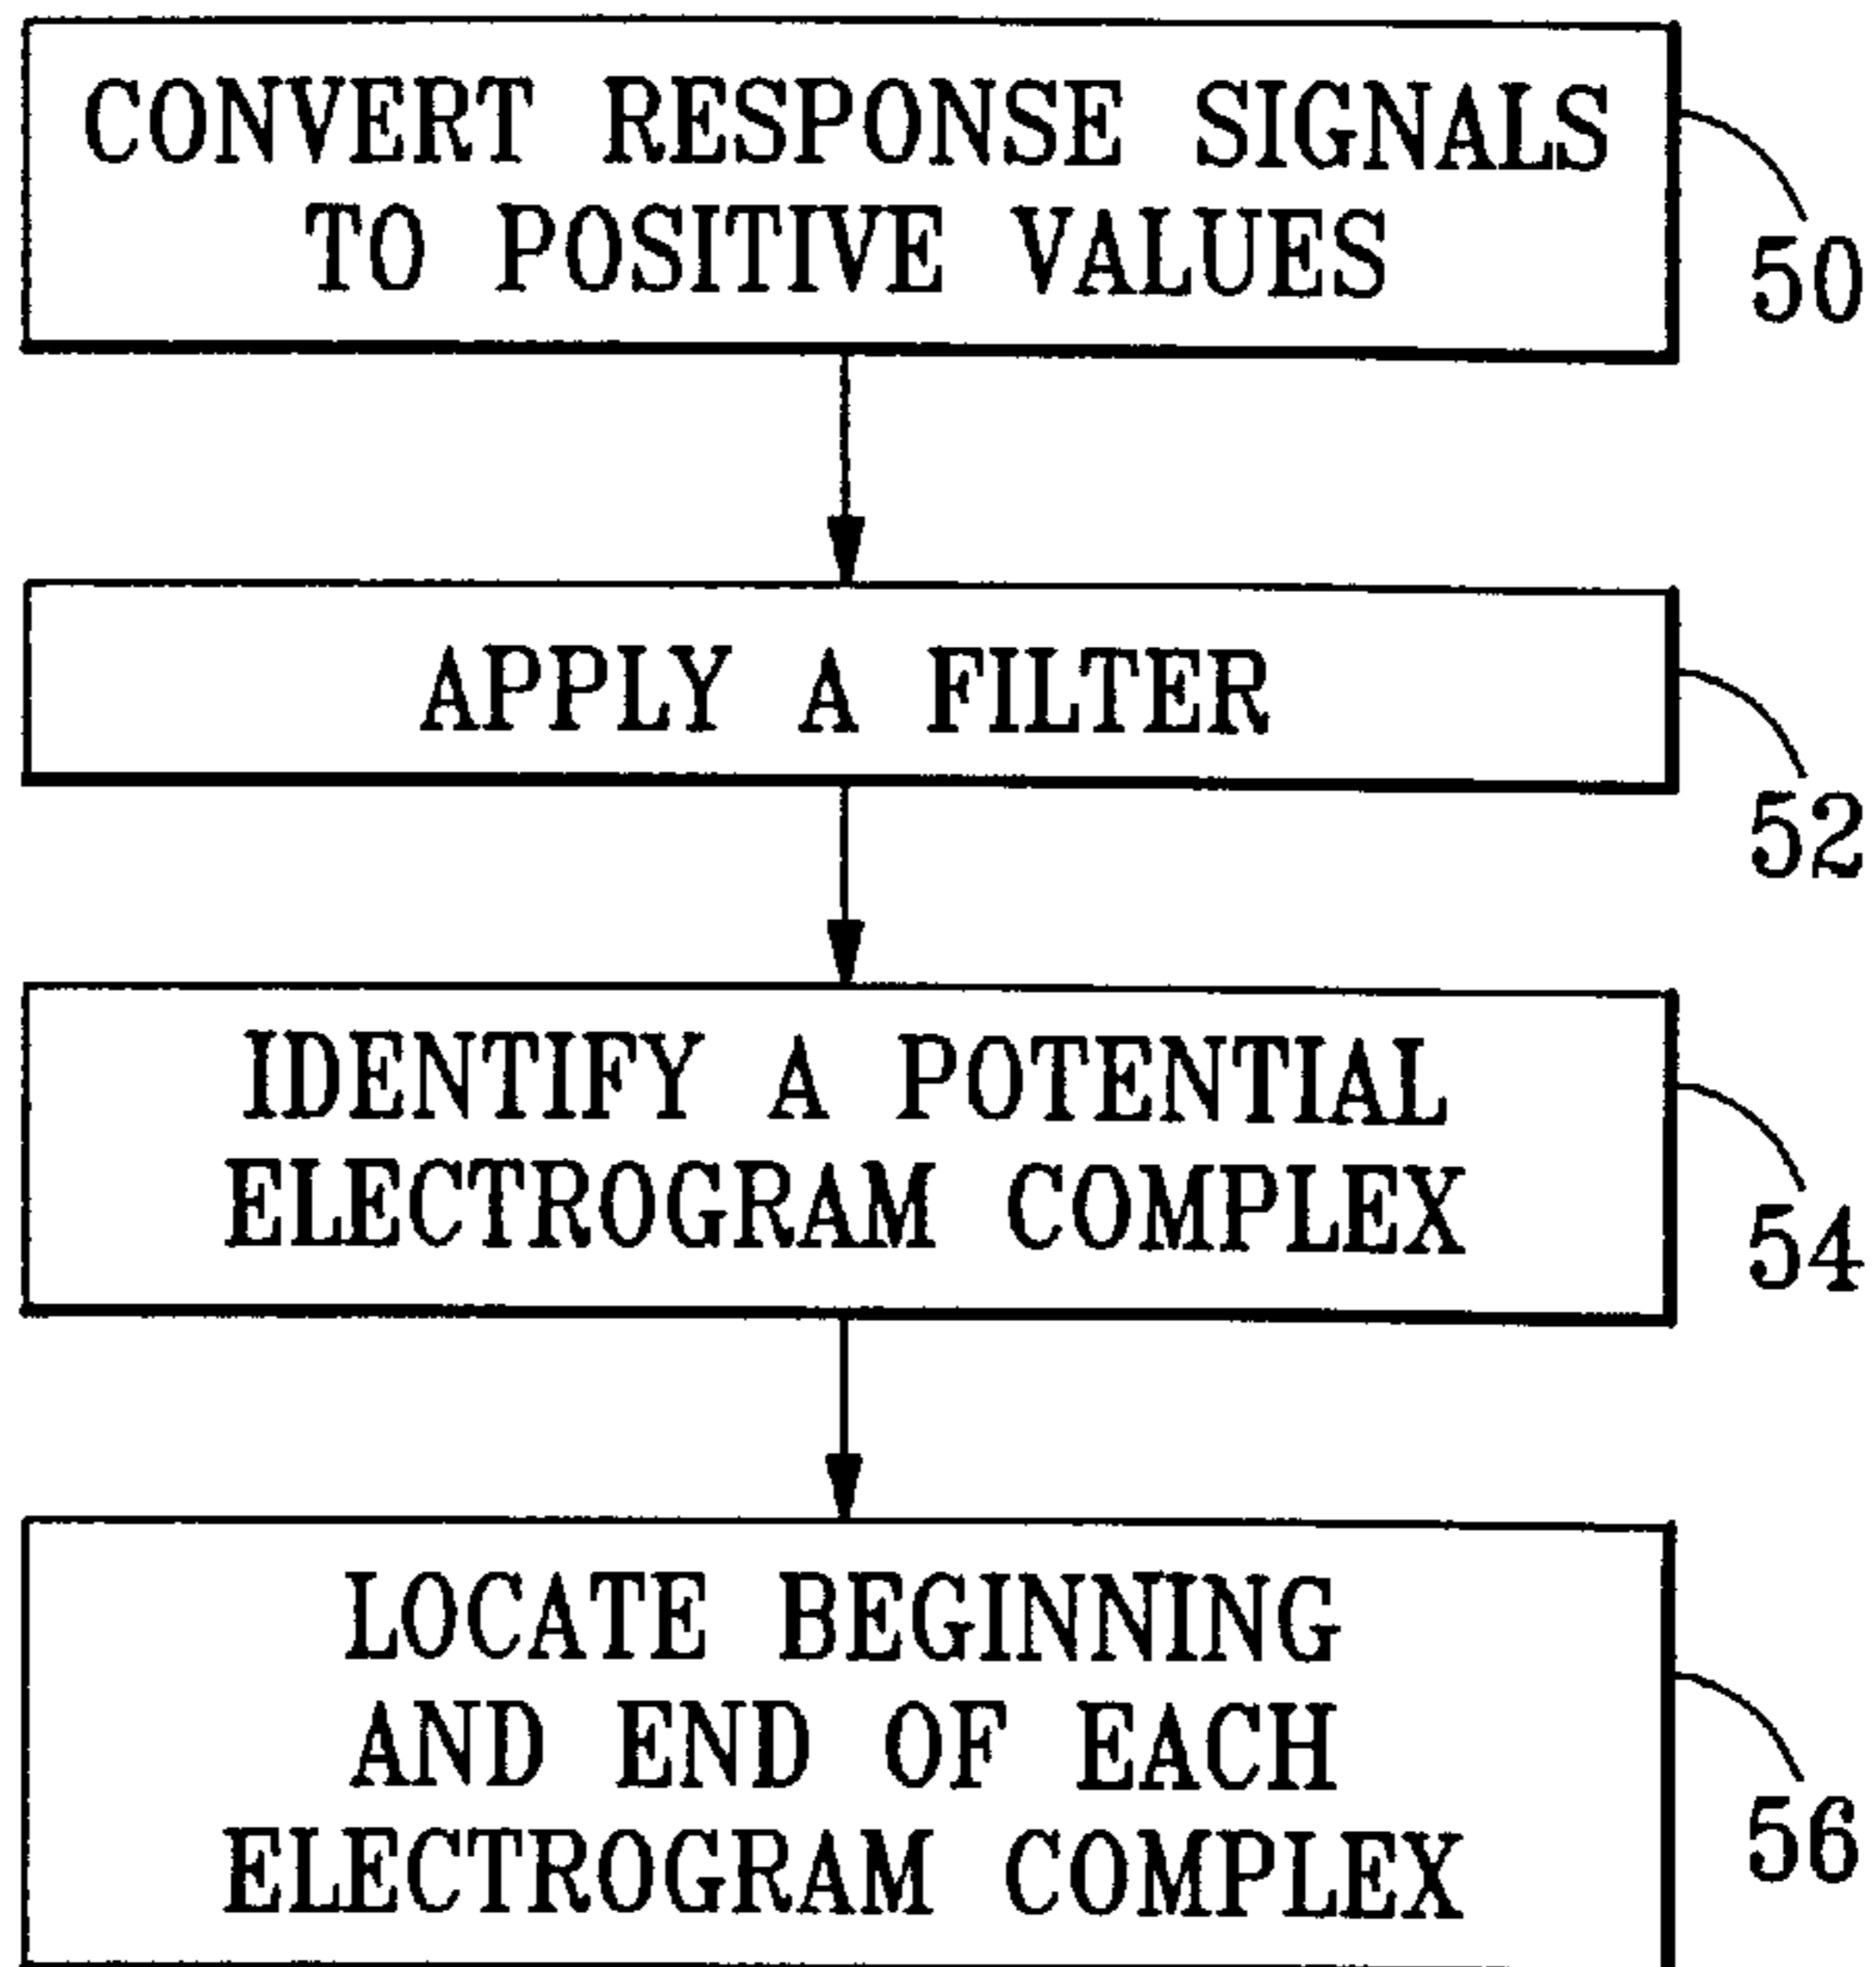 CONVERT RESPONSE SIGNALS
TO POSITIVE VALUES
50
APPLY A FILTER
52
IDENTIFY A POTENTIAL
ELECTROGRAM COMPLEX
54
LOCATE BEGINNING
AND END OF EACH
ELECTROGRAM COMPLEX
56